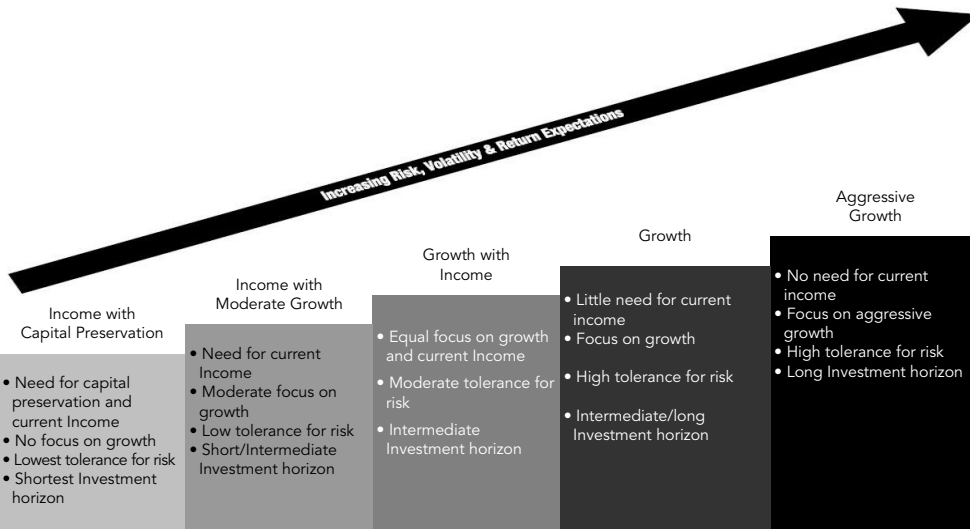 Increasing Risk, Volatility & Return Expectations
Income with
Capital Preservation
• Need for capital
preservation and
current Income
• No focus on growth
• Lowest tolerance for risk
• Shortest Investment
horizon
Income with
Moderate Growth
• Need for current
Income
• Moderate focus on
growth
• Low tolerance for risk
• Short/Intermediate
Investment horizon
Growth with
Income
• Equal focus on growth
and current Income
• Moderate tolerance for
risk
• Intermediate
Investment horizon
Growth
• Little need for current
income
• Focus on growth
• High tolerance for risk
• Intermediate/long
Investment horizon
Aggressive
Growth
• No need for current
income
• Focus on aggressive
growth
• High tolerance for risk
• Long Investment horizon